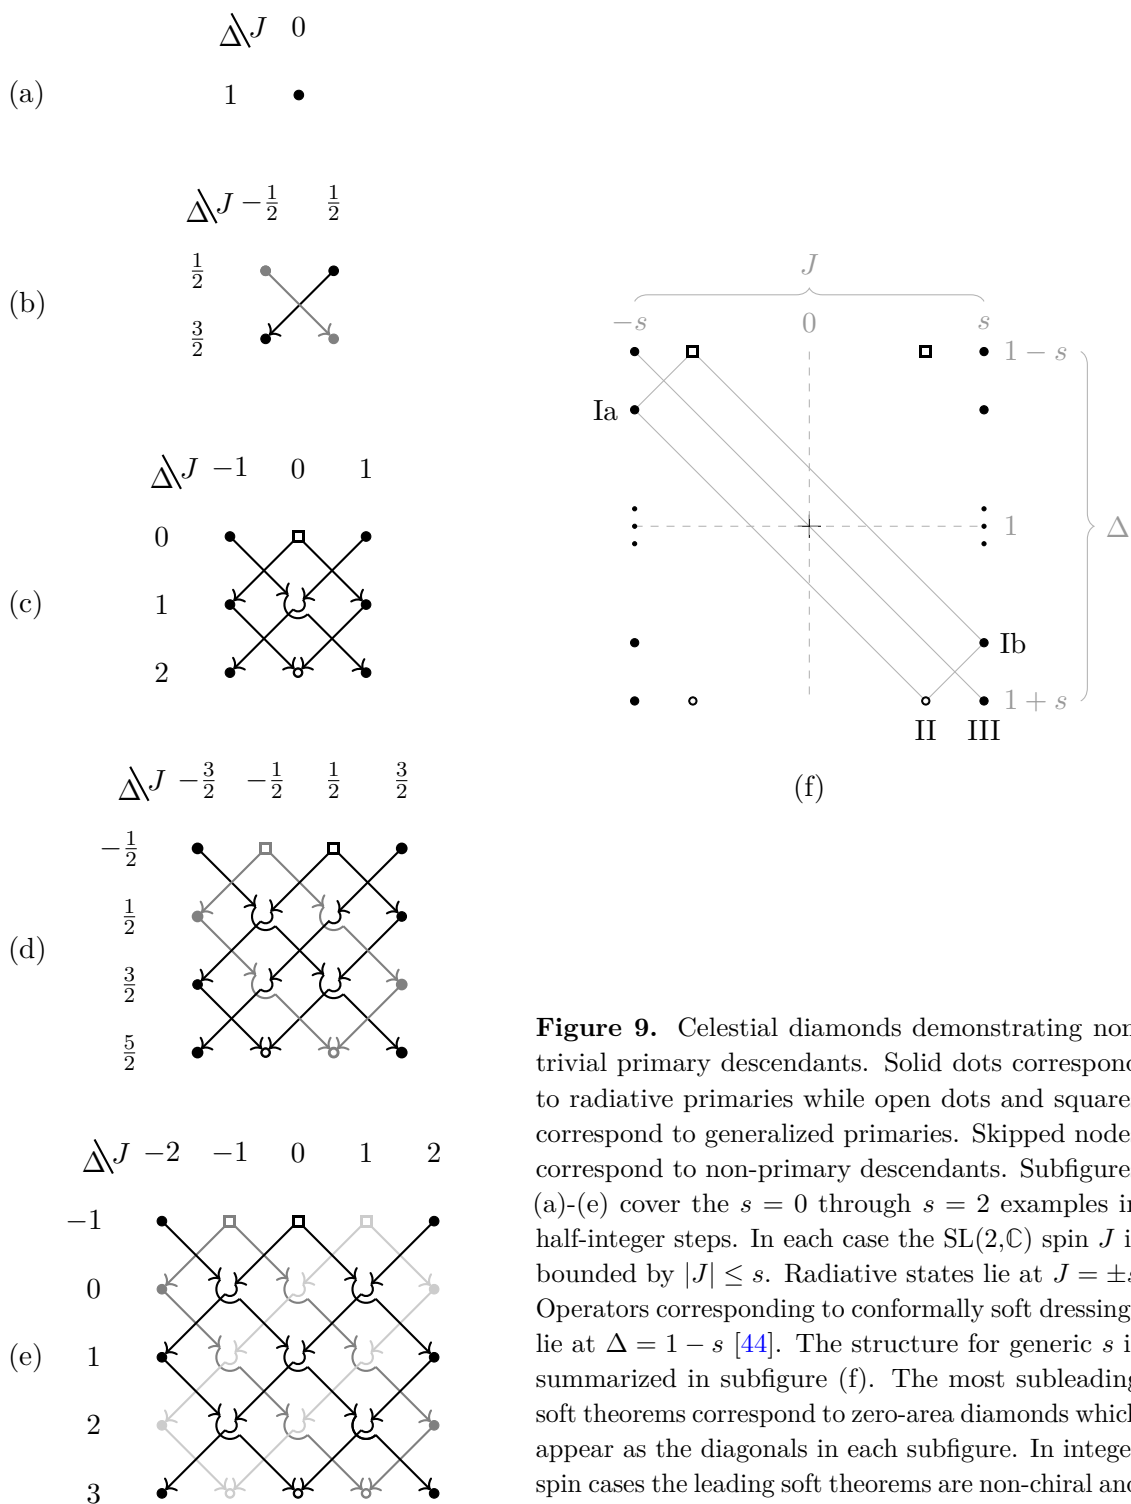 Δ\J 0
(a)
1
Δ\J −1/2 1/2
1/2
(b)
3/2
Δ\J −1 0 1
0
(c)
1
2
Δ\J −3/2 −1/2 1/2 3/2
−1/2
1/2
(d)
3/2
5/2
Δ\J −2 −1 0 1 2
−1
0
(e)
1
2
3
J
−s 0 s
1 − s
Ia
1 Δ
Ib
1 + s
II III
(f)
Figure 9. Celestial diamonds demonstrating non
trivial primary descendants. Solid dots correspond
to radiative primaries while open dots and square
correspond to generalized primaries. Skipped node
correspond to non-primary descendants. Subfigure
(a)-(e) cover the s = 0 through s = 2 examples in
half-integer steps. In each case the SL(2,ℂ) spin J i
bounded by |J| ≤ s. Radiative states lie at J = ±s
Operators corresponding to conformally soft dressing
lie at Δ = 1 − s [44]. The structure for generic s i
summarized in subfigure (f). The most subleading
soft theorems correspond to zero-area diamonds which
appear as the diagonals in each subfigure. In intege
spin cases the leading soft theorems are non-chiral and